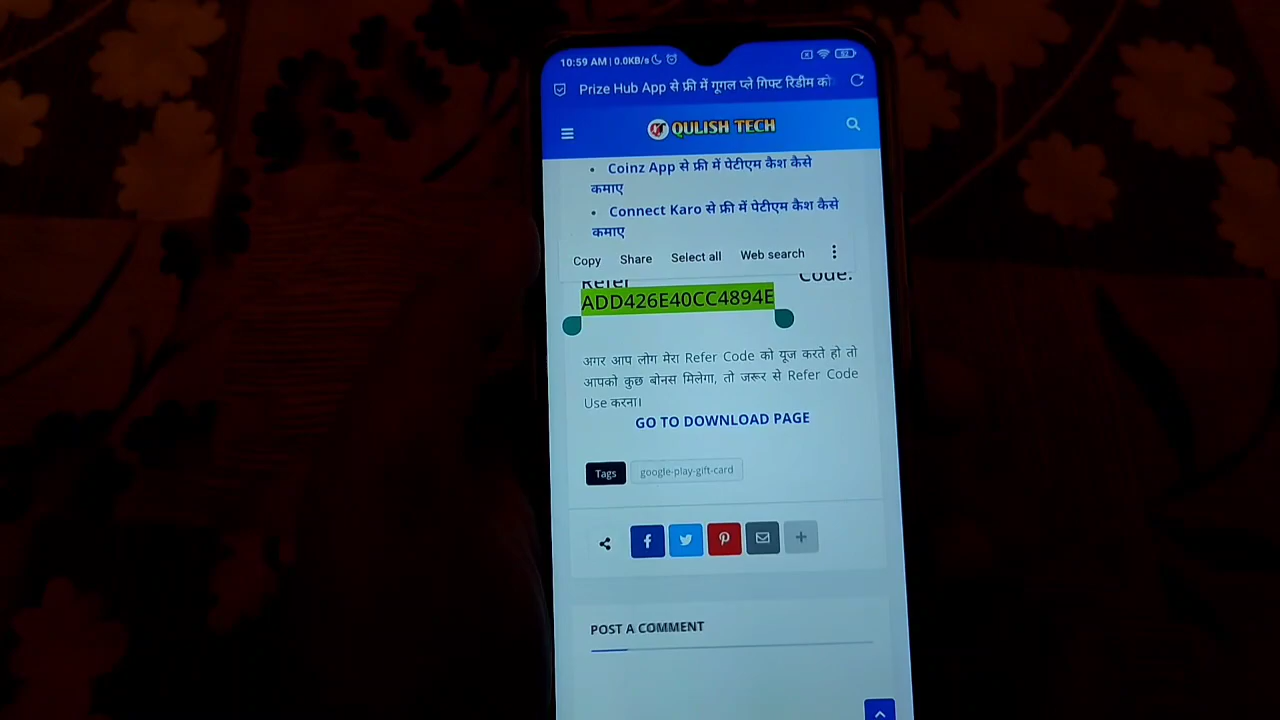 10:59 AM | 0.0KB/s
62
Prize Hub App से फ्री में गूगल प्ले गिफ्ट रिडीम को
QULISH TECH
• Coinz App से फ्री में पेटीएम कैश कैसे
कमाए
• Connect Karo से फ्री में पेटीएम कैश कैसे
कमाए
Copy Share Select all Web search
Refer Code:
ADD426E40CC4894E
अगर आप लोग मेरा Refer Code को यूज करते हो तो
आपको कुछ बोनस मिलेगा, तो जरूर से Refer Code
Use करना।
GO TO DOWNLOAD PAGE
Tags google-play-gift-card
POST A COMMENT